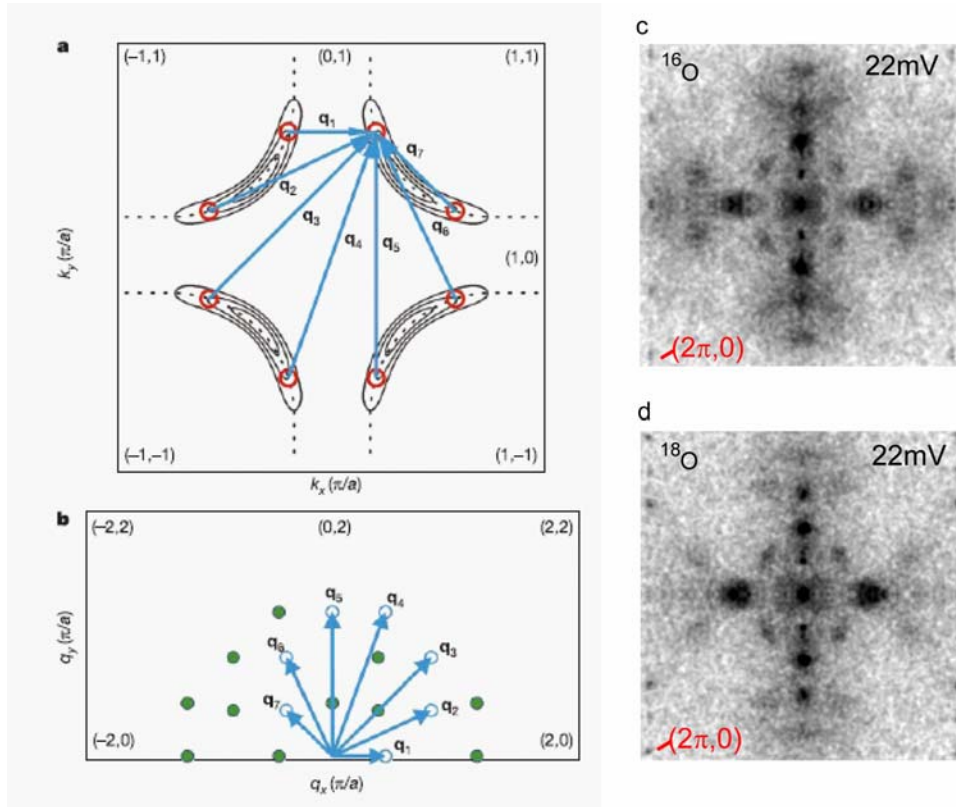 a
(–1,1) (0,1) (1,1)
q1
q7
q2
q3
q6
q4
q5
(1,0)
ky (π/a)
(–1,–1) (1,–1)
kx (π/a)
b
(–2,2) (0,2) (2,2)
q5
q4
q6
q3
q7
q2
q1
qy (π/a)
(–2,0) (2,0)
qx (π/a)
c
16O 22mV
(2π,0)
d
18O 22mV
(2π,0)